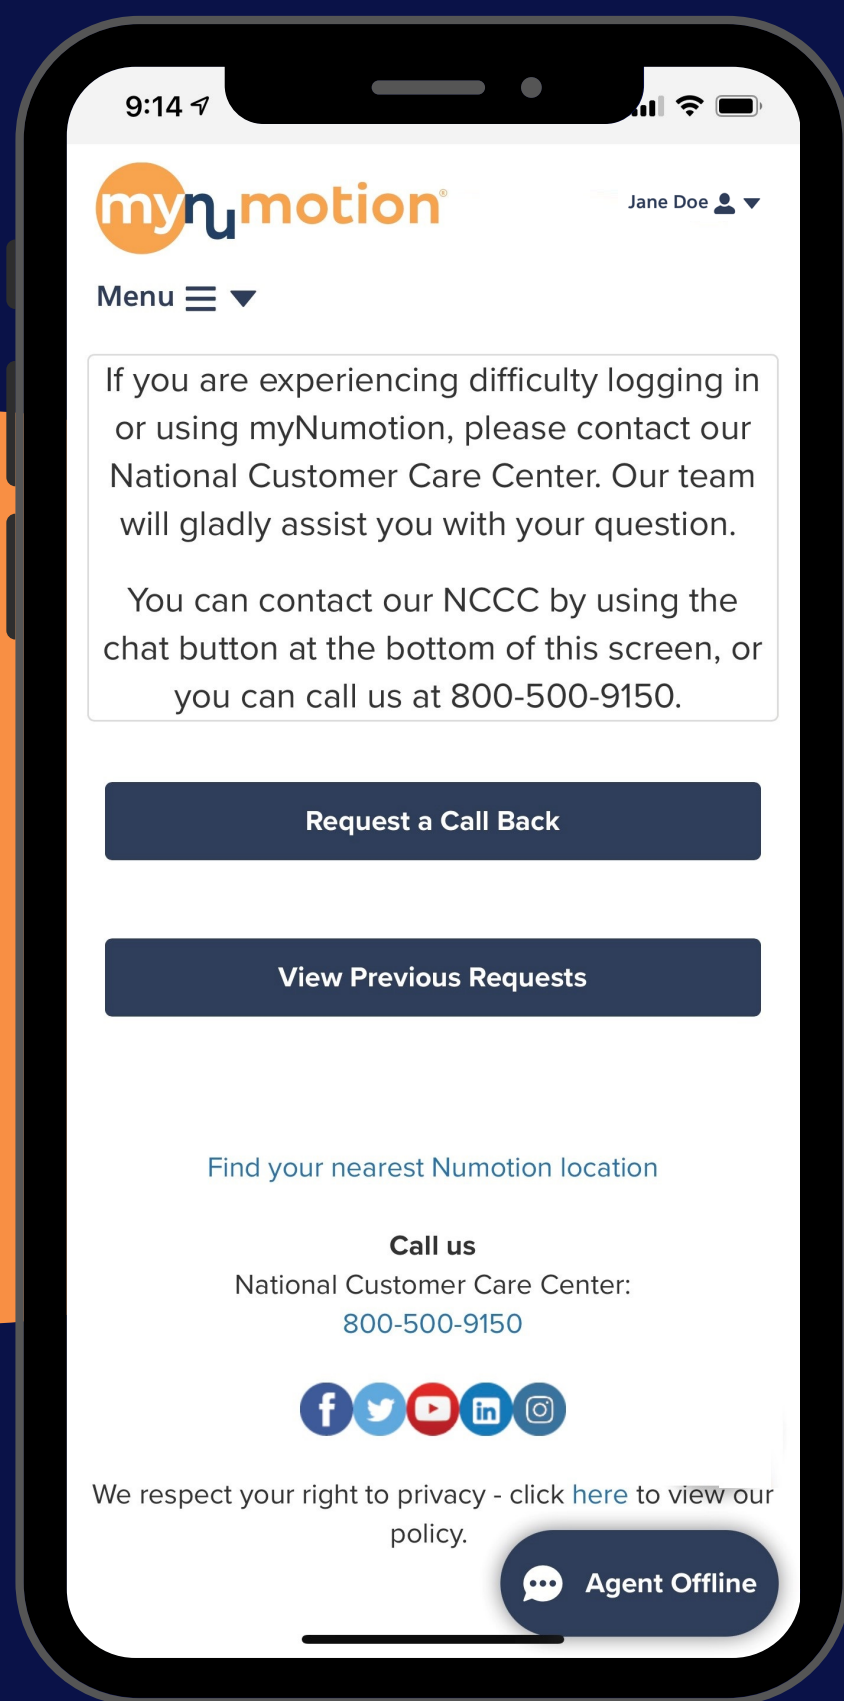 9:14
mynumotion®
Jane Doe
Menu
If you are experiencing difficulty logging in
or using myNumotion, please contact our
National Customer Care Center. Our team
will gladly assist you with your question.
You can contact our NCCC by using the
chat button at the bottom of this screen, or
you can call us at 800-500-9150.
Request a Call Back
View Previous Requests
Find your nearest Numotion location
Call us
National Customer Care Center:
800-500-9150
f
in
We respect your right to privacy - click here to view our
policy.
Agent Offline